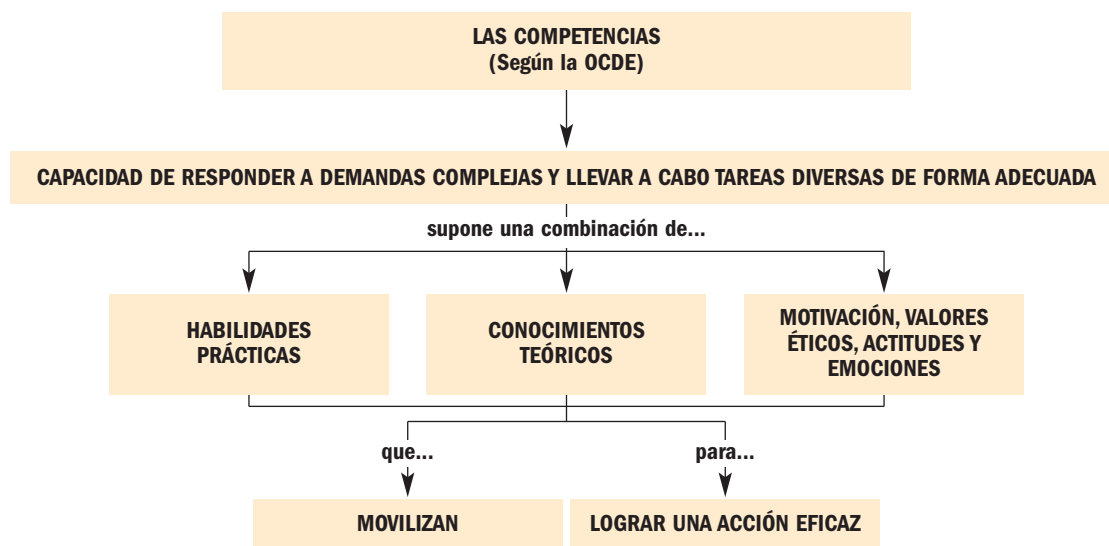 LAS COMPETENCIAS
(Según la OCDE)
CAPACIDAD DE RESPONDER A DEMANDAS COMPLEJAS Y LLEVAR A CABO TAREAS DIVERSAS DE FORMA ADECUADA
supone una combinación de...
HABILIDADES
PRÁCTICAS
CONOCIMIENTOS
TEÓRICOS
MOTIVACIÓN, VALORES
ÉTICOS, ACTITUDES Y
EMOCIONES
que...
para...
MOVILIZAN
LOGRAR UNA ACCIÓN EFICAZ